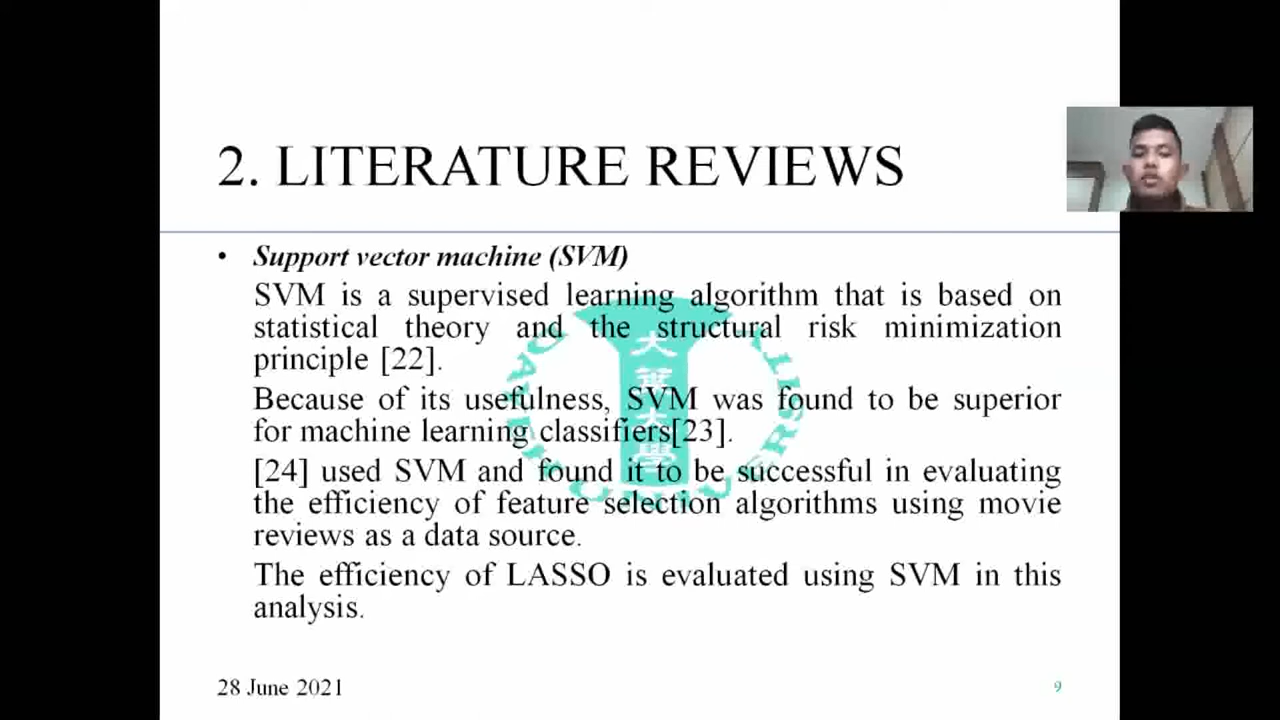 2. LITERATURE REVIEWS
• Support vector machine (SVM)
SVM is a supervised learning algorithm that is based on
statistical theory and the structural risk minimization
principle [22].
Because of its usefulness, SVM was found to be superior
for machine learning classifiers[23].
[24] used SVM and found it to be successful in evaluating
the efficiency of feature selection algorithms using movie
reviews as a data source.
The efficiency of LASSO is evaluated using SVM in this
analysis.
大
華
大
學
28 June 2021
9